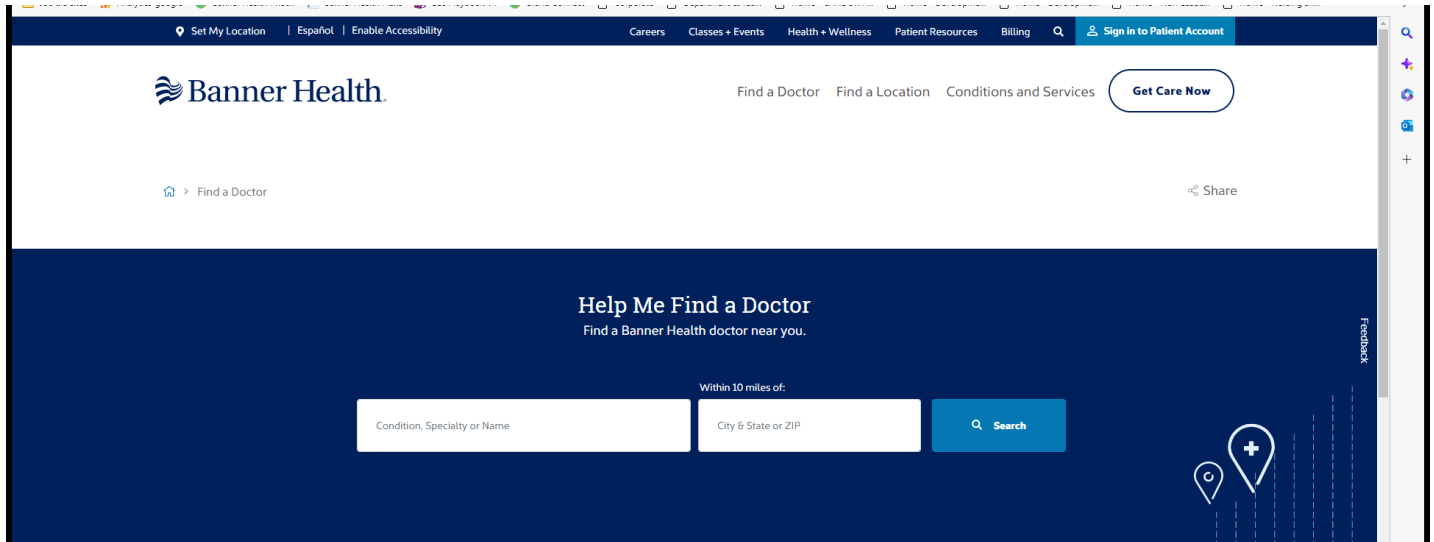 Set My Location | Español | Enable Accessibility Careers Classes + Events Health + Wellness Patient Resources Billing Sign in to Patient Account
Banner Health. Find a Doctor Find a Location Conditions and Services Get Care Now
> Find a Doctor Share
Help Me Find a Doctor
Find a Banner Health doctor near you.
Feedback
Within 10 miles of:
Condition, Specialty or Name City & State or ZIP Search